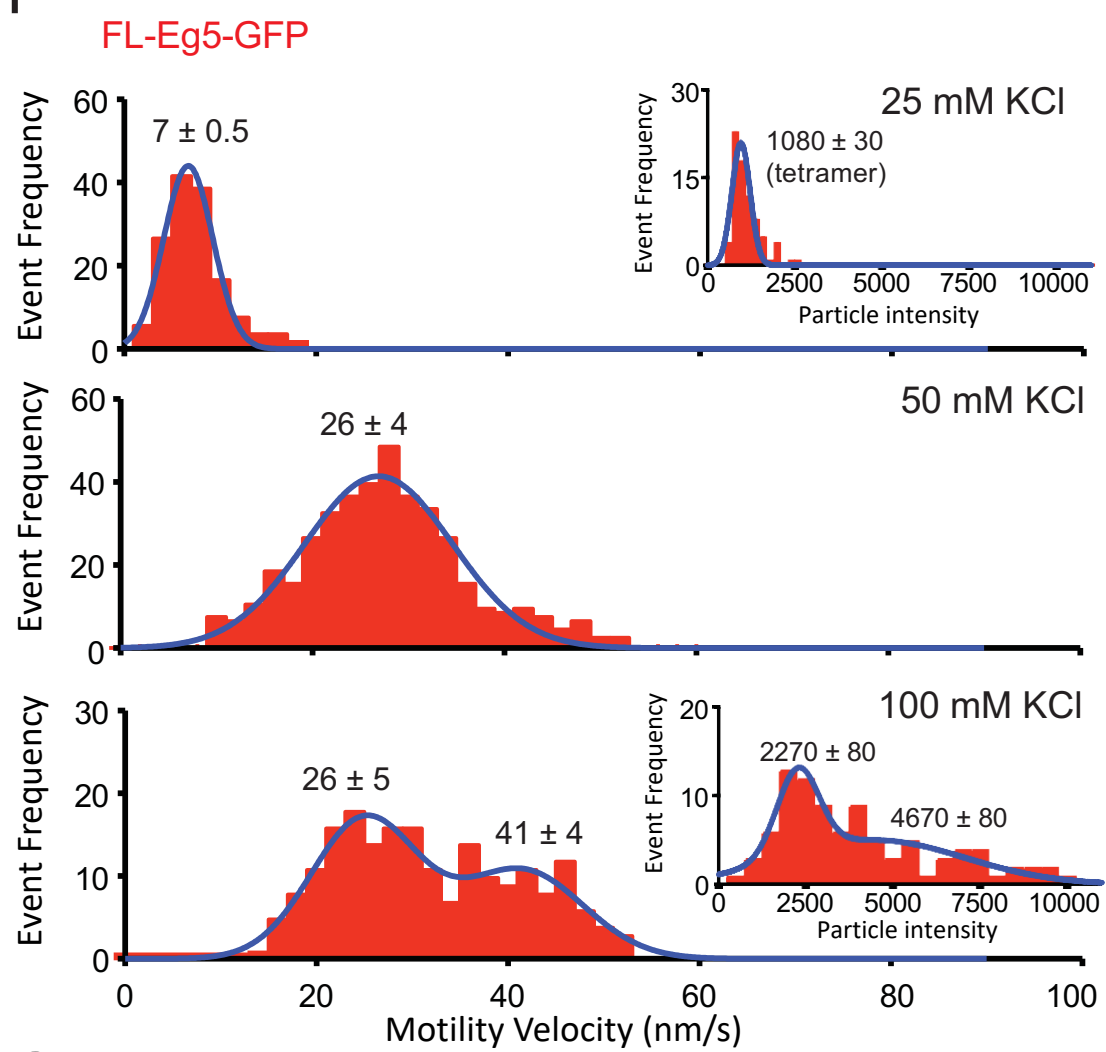 FL-Eg5-GFP
Event Frequency
60
40
20
0
7 ± 0.5
25 mM KCl
Event Frequency
30
15
0
1080 ± 30
(tetramer)
0 2500 5000 7500 10000
Particle intensity
Event Frequency
60
40
20
0
26 ± 4
50 mM KCl
Event Frequency
30
20
10
0
26 ± 5
41 ± 4
100 mM KCl
Event Frequency
20
10
0
2270 ± 80
4670 ± 80
0 2500 5000 7500 10000
Particle intensity
0 20 40 60 80 100
Motility Velocity (nm/s)